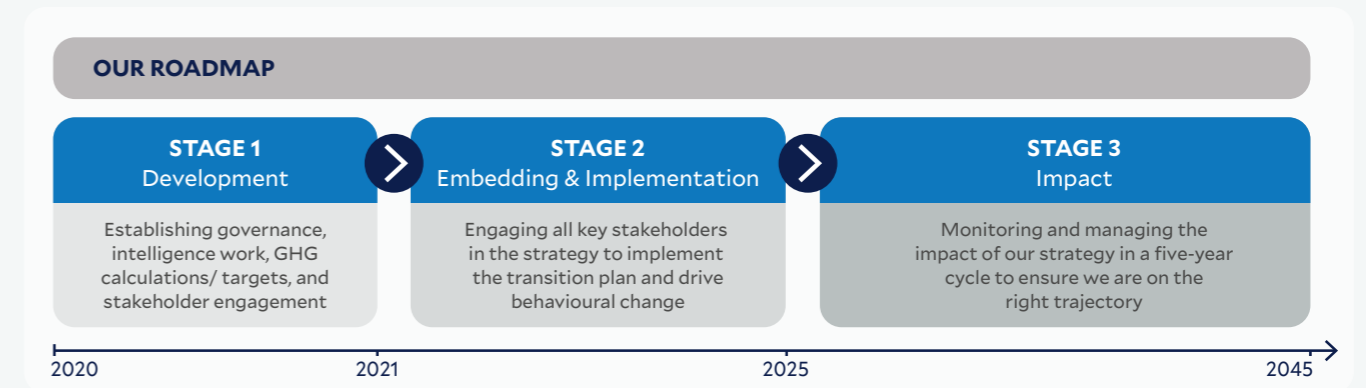 OUR ROADMAP
STAGE 1
Development
Establishing governance,
intelligence work, GHG
calculations/ targets, and
stakeholder engagement
STAGE 2
Embedding & Implementation
Engaging all key stakeholders
in the strategy to implement
the transition plan and drive
behavioural change
STAGE 3
Impact
Monitoring and managing the
impact of our strategy in a five-year
cycle to ensure we are on the
right trajectory
2020
2021
2025
2045